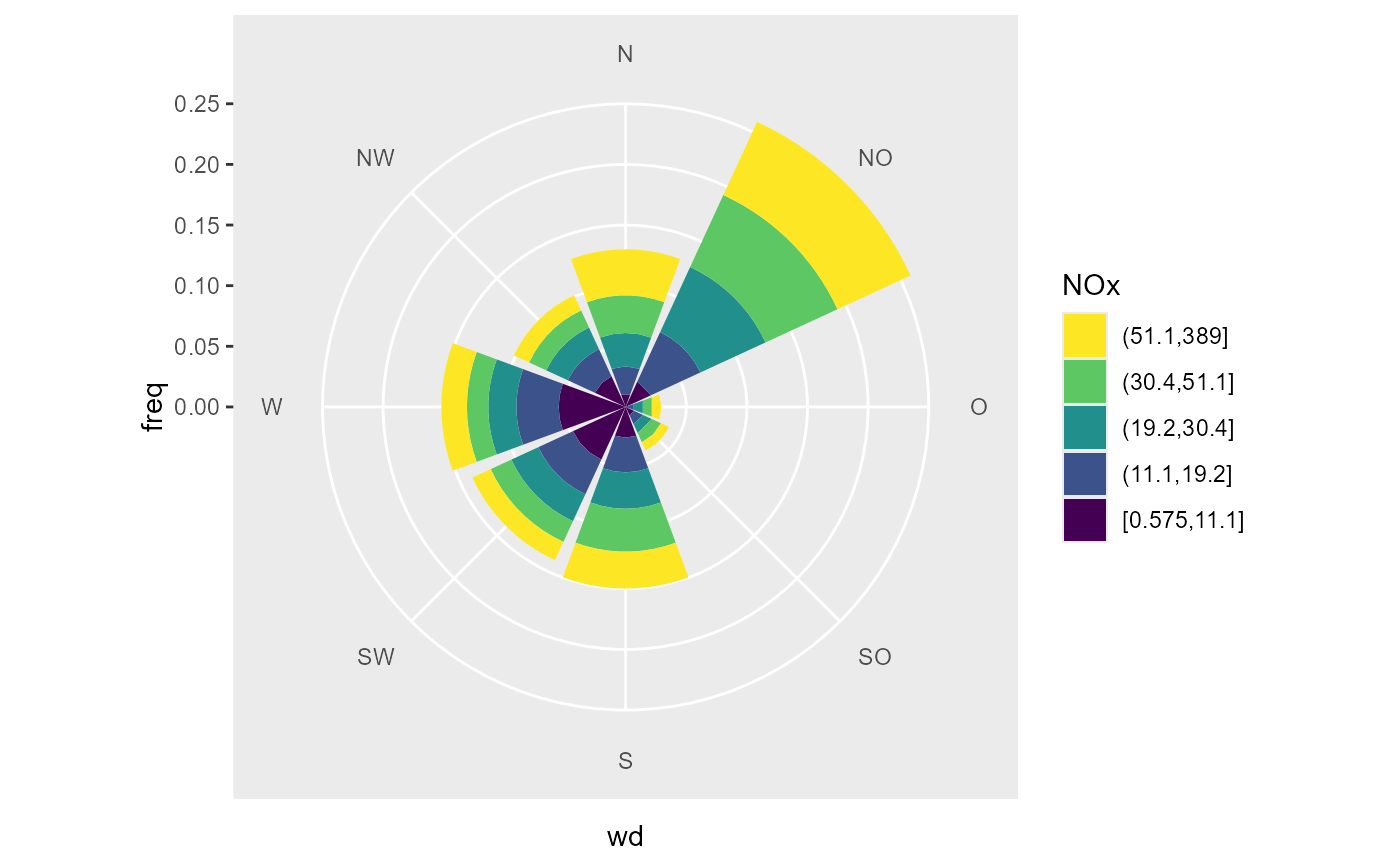 N
0.25
NW
NO
0.20
0.15
0.10
0.05
0.00
W
O
freq
SW
SO
S
wd
NOx
(51.1,389]
(30.4,51.1]
(19.2,30.4]
(11.1,19.2]
[0.575,11.1]